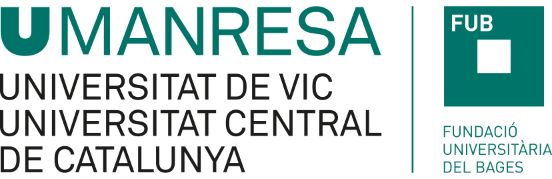 UMANRESA
UNIVERSITAT DE VIC
UNIVERSITAT CENTRAL
DE CATALUNYA
FUB
FUNDACIÓ
UNIVERSITÀRIA
DEL BAGES